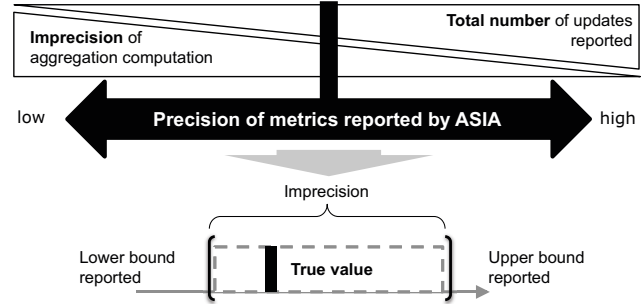 Total number of updates
reported
Imprecision of
aggregation computation
low
Precision of metrics reported by ASIA
high
Imprecision
Lower bound
reported
True value
Upper bound
reported